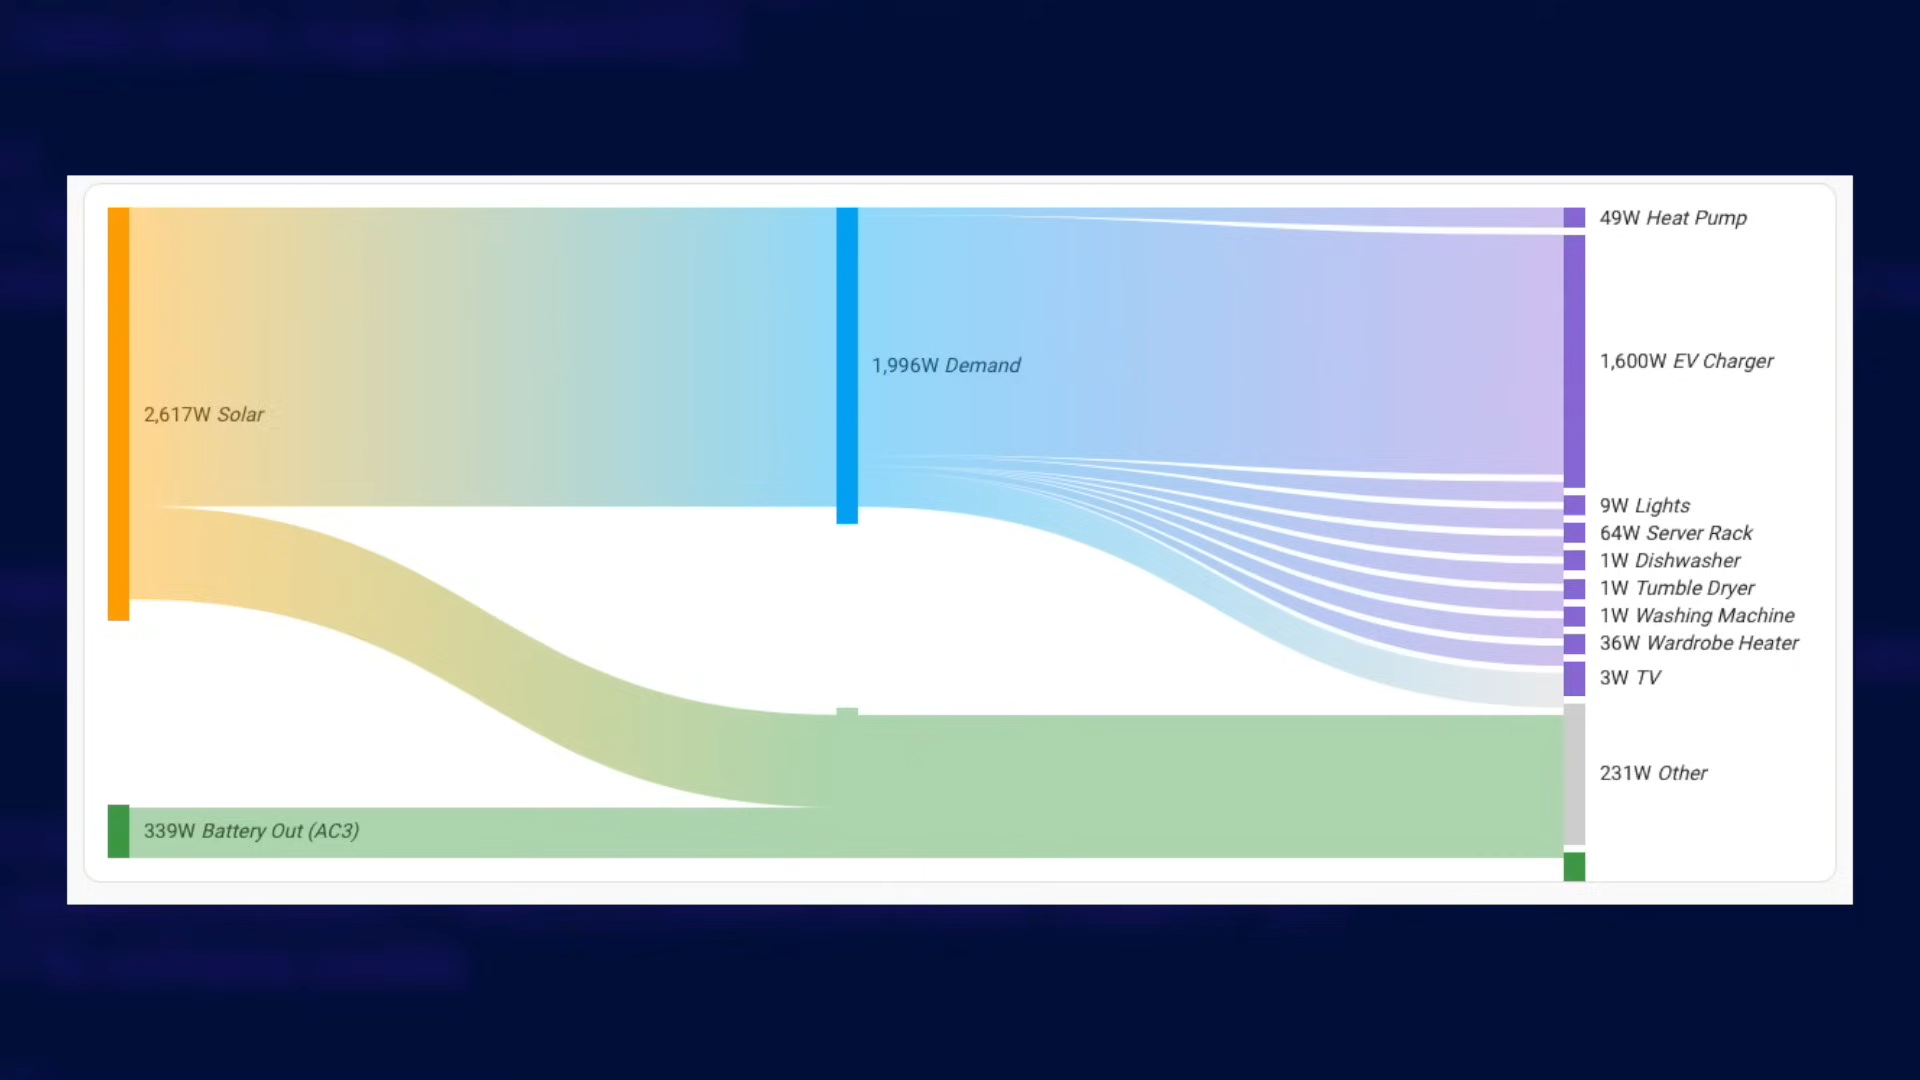 49W Heat Pump
1,600W EV Charger
1,996W Demand
2,617W Solar
9W Lights
64W Server Rack
1W Dishwasher
1W Tumble Dryer
1W Washing Machine
36W Wardrobe Heater
3W TV
231W Other
339W Battery Out (AC3)